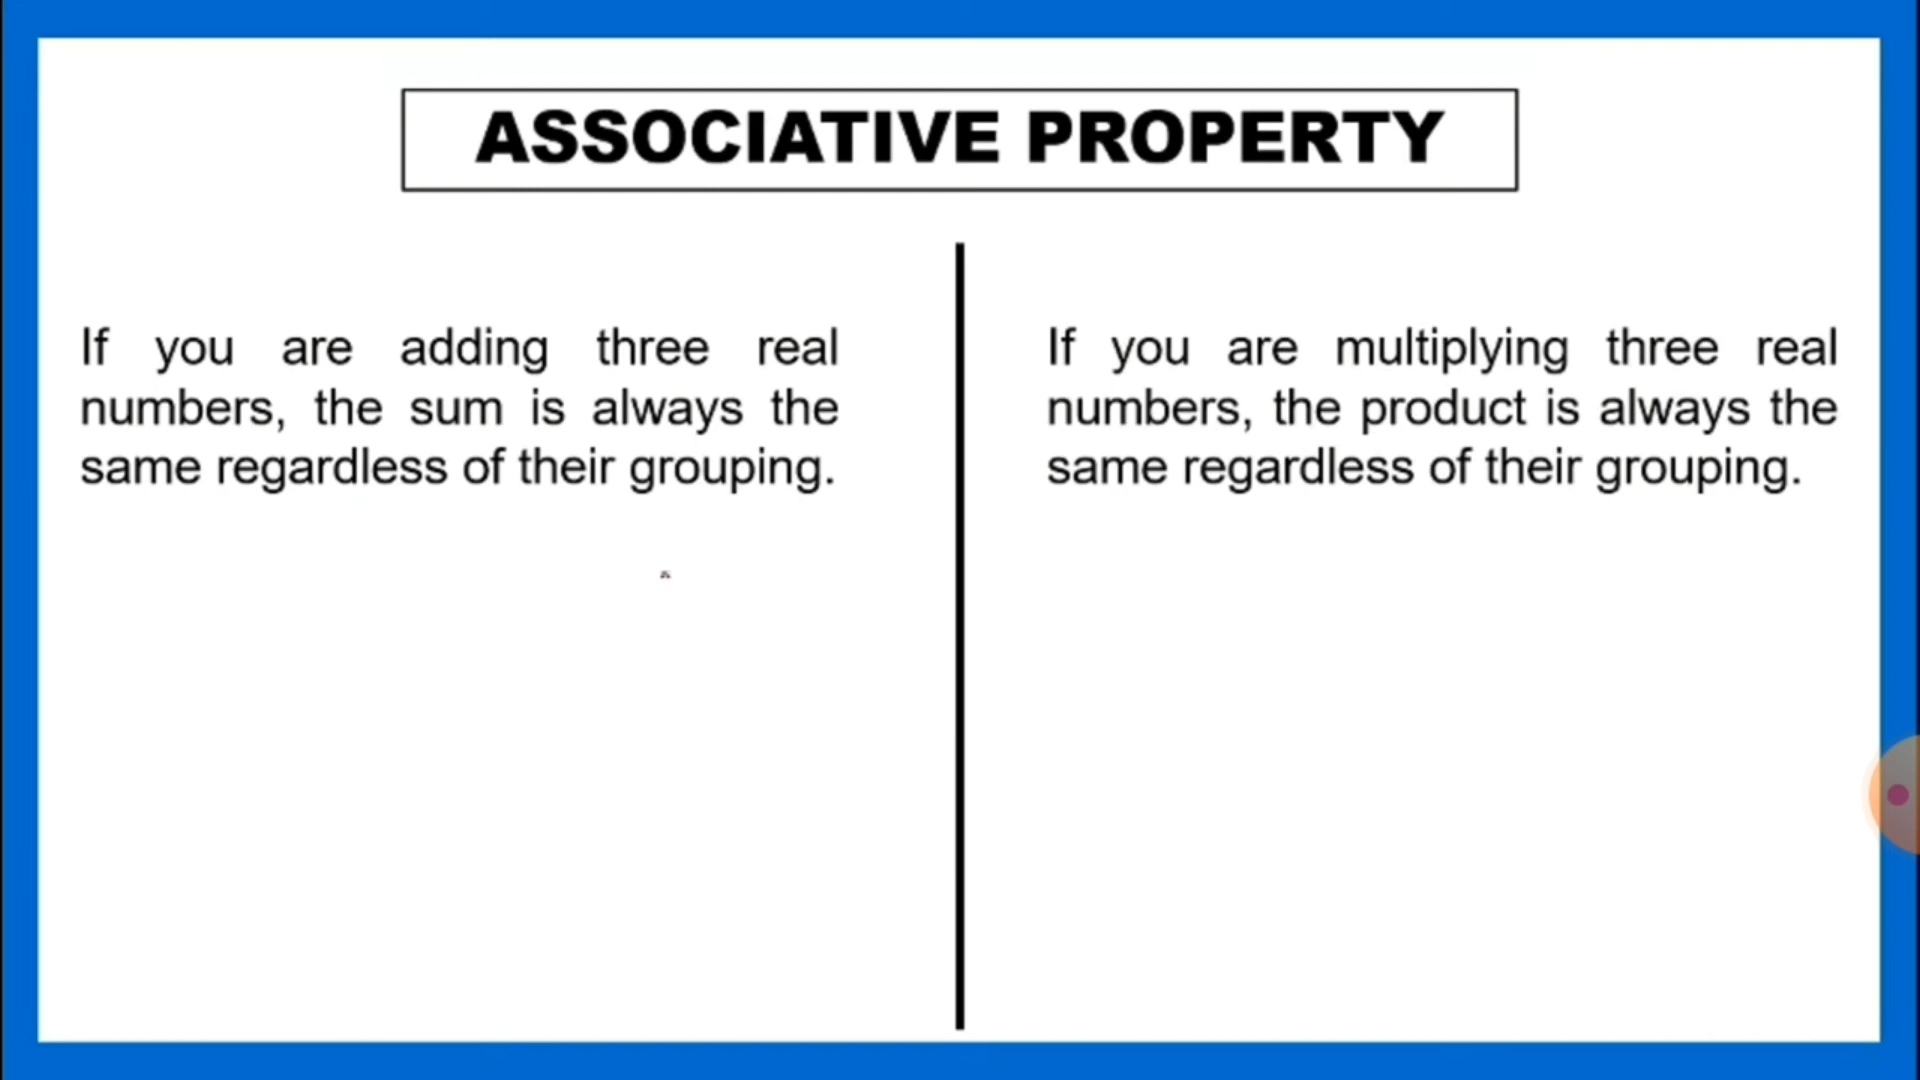 ASSOCIATIVE PROPERTY
If you are adding three real
numbers, the sum is always the
same regardless of their grouping.
If you are multiplying three real
numbers, the product is always the
same regardless of their grouping.